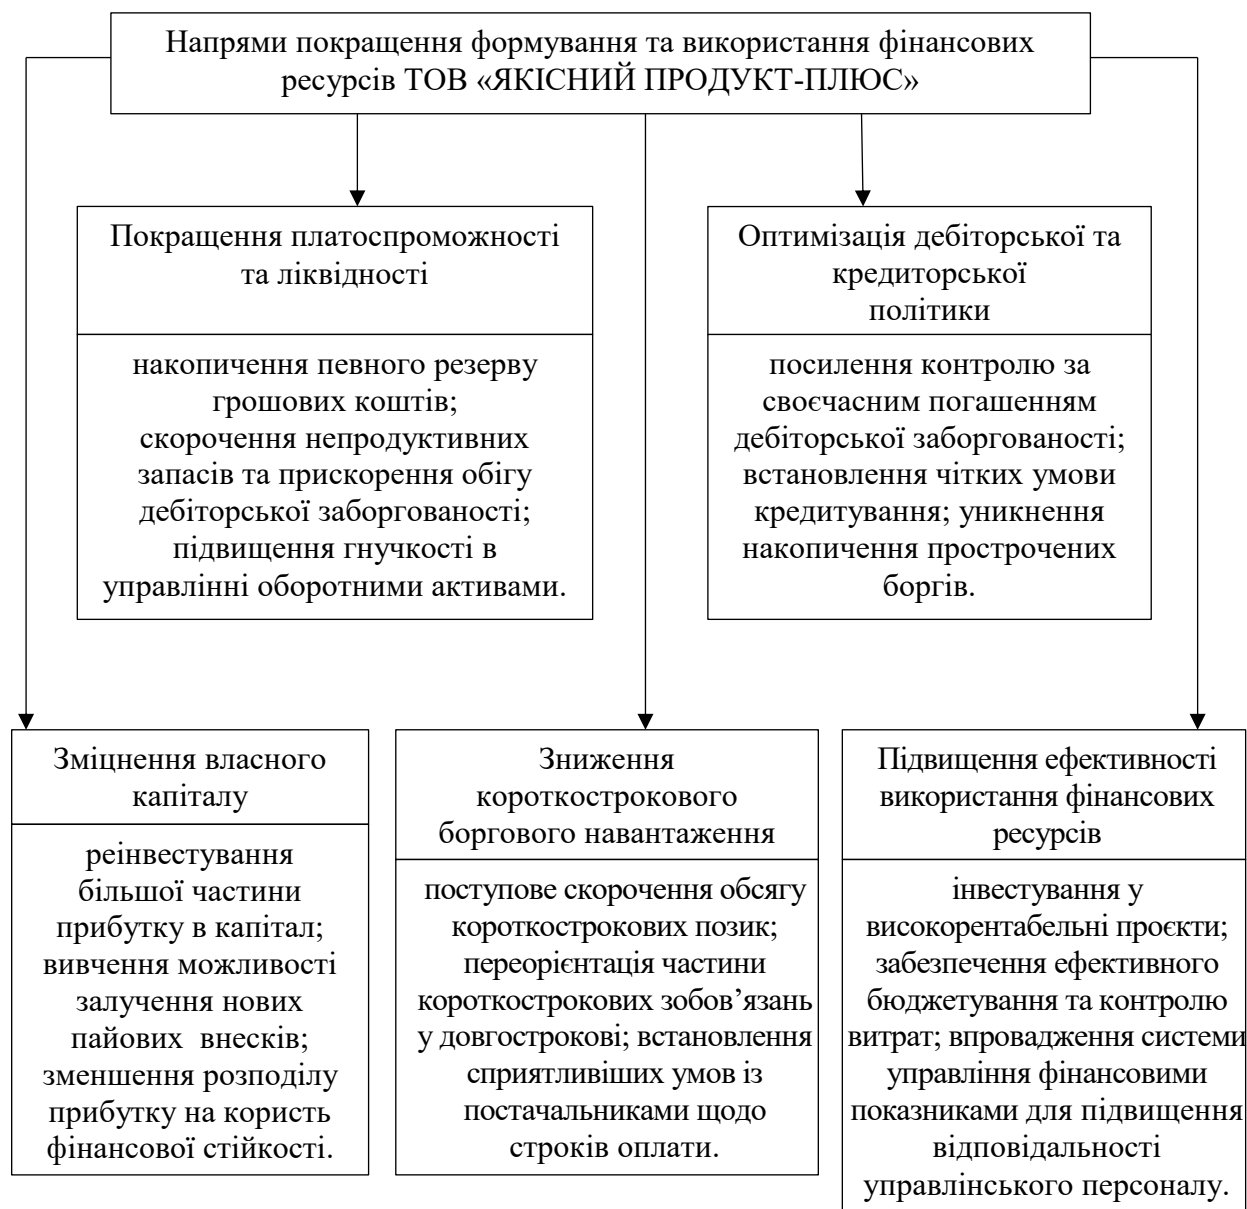 Напрями покращення формування та використання фінансових
ресурсів ТОВ «ЯКІСНИЙ ПРОДУКТ-ПЛЮС»
Покращення платоспроможності
та ліквідності
накопичення певного резерву
грошових коштів;
скорочення непродуктивних
запасів та прискорення обігу
дебіторської заборгованості;
підвищення гнучкості в
управлінні оборотними активами.
Оптимізація дебіторської та
кредиторської
політики
посилення контролю за
своєчасним погашенням
дебіторської заборгованості;
встановлення чітких умови
кредитування; уникнення
накопичення прострочених
боргів.
Зміцнення власного
капіталу
реінвестування
більшої частини
прибутку в капітал;
вивчення можливості
залучення нових
пайових внесків;
зменшення розподілу
прибутку на користь
фінансової стійкості.
Зниження
короткострокового
боргового навантаження
поступове скорочення обсягу
короткострокових позик;
переорієнтація частини
короткострокових зобов’язань
у довгострокові; встановлення
сприятливіших умов із
постачальниками щодо
строків оплати.
Підвищення ефективності
використання фінансових
ресурсів
інвестування у
високорентабельні проєкти;
забезпечення ефективного
бюджетування та контролю
витрат; впровадження системи
управління фінансовими
показниками для підвищення
відповідальності
управлінського персоналу.